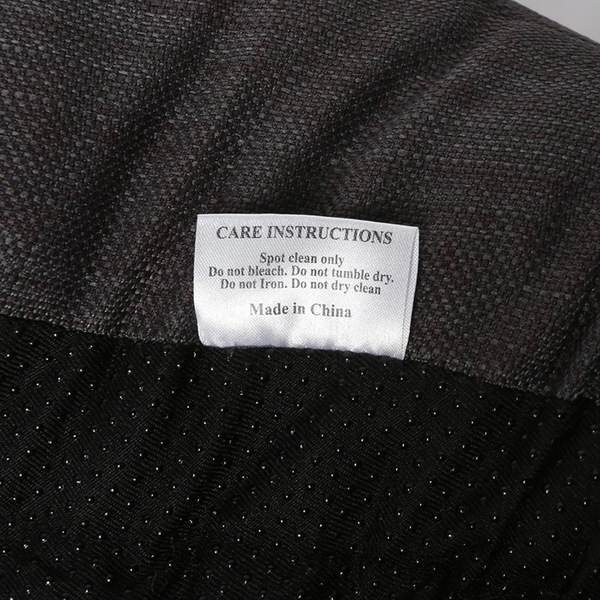 CARE INSTRUCTIONS
Spot clean only
Do not bleach. Do not tumble dry.
Do not Iron. Do not dry clean
Made in China